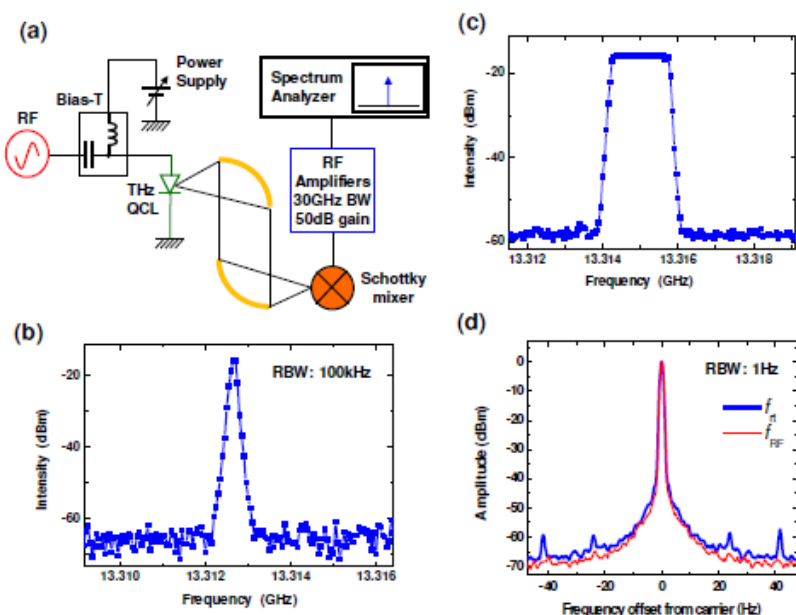 (a)
Power
Supply
Bias-T
RF
THz
QCL
Spectrum
Analyzer
RF
Amplifiers
30GHz BW
50dB gain
Schottky
mixer
(b)
RBW: 100kHz
Intensity (dBm)
-20
-40
-60
13.310 13.312 13.314 13.316
Frequency (GHz)
(c)
Intensity (dBm)
-20
-40
-60
13.312 13.314 13.316 13.318
Frequency (GHz)
(d)
RBW: 1Hz
f_rt
f_RF
Amplitude (dBm)
0
-10
-20
-30
-40
-50
-60
-70
-40 -20 0 20 40
Frequency offset from carrier (Hz)